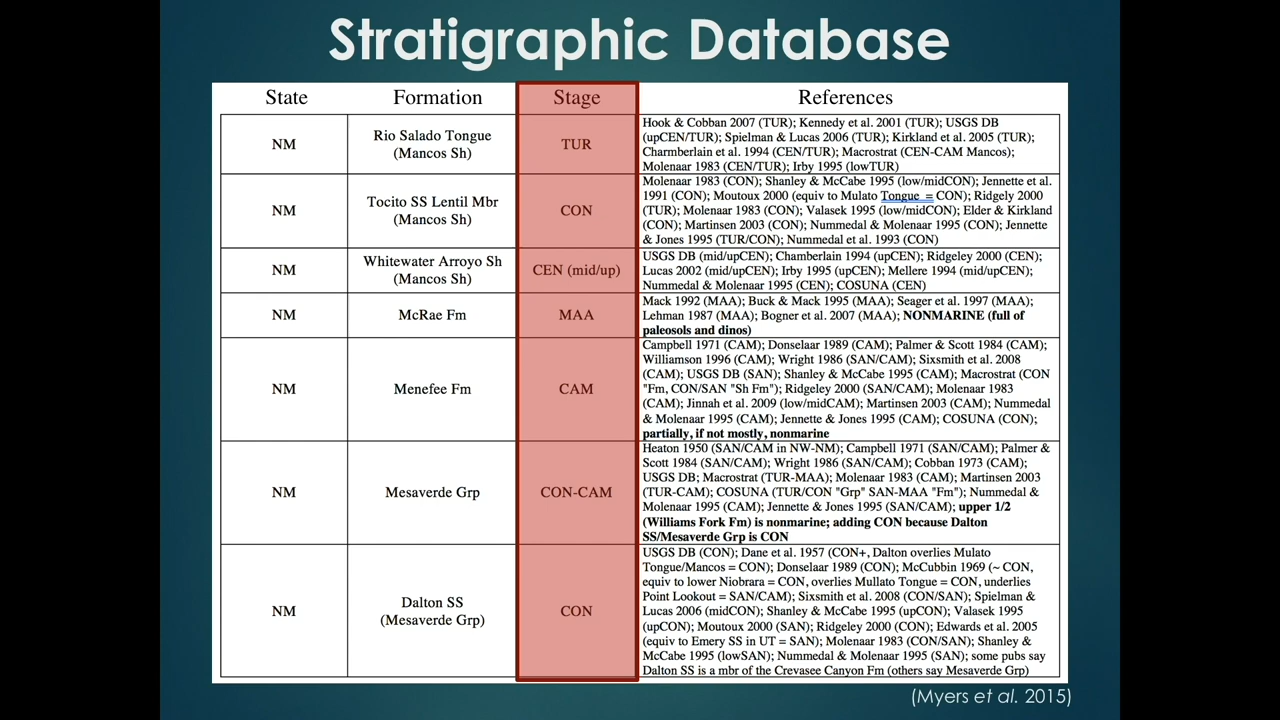 Stratigraphic Database
State Formation Stage References
NM
Rio Salado Tongue
(Mancos Sh)
TUR
Hook & Cobban 2007 (TUR); Kennedy et al. 2001 (TUR); USGS DB
(upCEN/TUR); Spielman & Lucas 2006 (TUR); Kirkland et al. 2005 (TUR);
Charmberlain et al. 1994 (CEN/TUR); Macrostrat (CEN-CAM Mancos);
Molenaar 1983 (CEN/TUR); Irby 1995 (lowTUR)
NM
Tocito SS Lentil Mbr
(Mancos Sh)
CON
Molenaar 1983 (CON); Shanley & McCabe 1995 (low/midCON); Jennette et al.
1991 (CON); Moutoux 2000 (equiv to Mulato Tongue = CON); Ridgely 2000
(TUR); Molenaar 1983 (CON); Valasek 1995 (low/midCON); Elder & Kirkland
(CON); Martinsen 2003 (CON); Nummedal & Molenaar 1995 (CON); Jennette
& Jones 1995 (TUR/CON); Nummedal et al. 1993 (CON)
NM
Whitewater Arroyo Sh
(Mancos Sh)
CEN (mid/up)
USGS DB (mid/upCEN); Chamberlain 1994 (upCEN); Ridgeley 2000 (CEN);
Lucas 2002 (mid/upCEN); Irby 1995 (upCEN); Mellere 1994 (mid/upCEN);
Nummedal & Molenaar 1995 (CEN); COSUNA (CEN)
NM
McRae Fm
MAA
Mack 1992 (MAA); Buck & Mack 1995 (MAA); Seager et al. 1997 (MAA);
Lehman 1987 (MAA); Bogner et al. 2007 (MAA); NONMARINE (full of
paleosols and dinos)
NM
Menefee Fm
CAM
Campbell 1971 (CAM); Donselaar 1989 (CAM); Palmer & Scott 1984 (CAM);
Williamson 1996 (CAM); Wright 1986 (SAN/CAM); Sixsmith et al. 2008
(CAM); USGS DB (SAN); Shanley & McCabe 1995 (CAM); Macrostrat (CON
"Fm, CON/SAN "Sh Fm"); Ridgeley 2000 (SAN/CAM); Molenaar 1983
(CAM); Jinnah et al. 2009 (low/midCAM); Martinsen 2003 (CAM); Nummedal
& Molenaar 1995 (CAM); Jennette & Jones 1995 (CAM); COSUNA (CON);
partially, if not mostly, nonmarine
NM
Mesaverde Grp
CON-CAM
Heaton 1950 (SAN/CAM in NW-NM); Campbell 1971 (SAN/CAM); Palmer &
Scott 1984 (SAN/CAM); Wright 1986 (SAN/CAM); Cobban 1973 (CAM);
USGS DB; Macrostrat (TUR-MAA); Molenaar 1983 (CAM); Martinsen 2003
(TUR-CAM); COSUNA (TUR/CON "Grp" SAN-MAA "Fm"); Nummedal &
Molenaar 1995 (CAM); Jennette & Jones 1995 (SAN/CAM); upper 1/2
(Williams Fork Fm) is nonmarine; adding CON because Dalton
SS/Mesaverde Grp is CON
NM
Dalton SS
(Mesaverde Grp)
CON
USGS DB (CON); Dane et al. 1957 (CON+, Dalton overlies Mulato
Tongue/Mancos = CON); Donselaar 1989 (CON); McCubbin 1969 (~ CON,
equiv to lower Niobrara = CON, overlies Mullato Tongue = CON, underlies
Point Lookout = SAN/CAM); Sixsmith et al. 2008 (CON/SAN); Spielman &
Lucas 2006 (midCON); Shanley & McCabe 1995 (upCON); Valasek 1995
(upCON); Moutoux 2000 (SAN); Ridgeley 2000 (CON); Edwards et al. 2005
(equiv to Emery SS in UT = SAN); Molenaar 1983 (CON/SAN); Shanley &
McCabe 1995 (lowSAN); Nummedal & Molenaar 1995 (SAN); some pubs say
Dalton SS is a mbr of the Crevasee Canyon Fm (others say Mesaverde Grp)
(Myers et al. 2015)